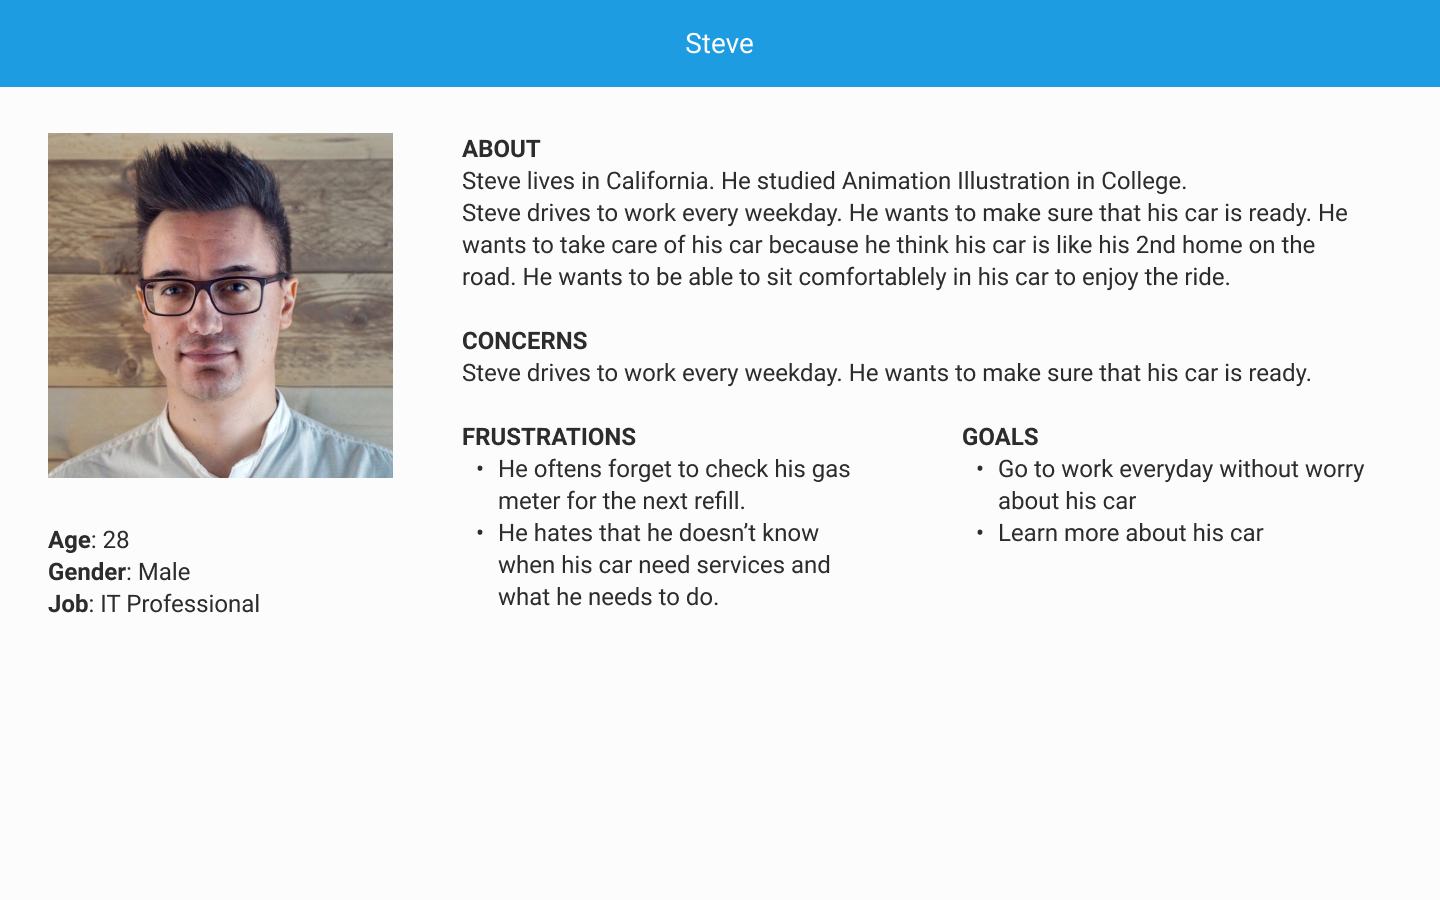 Steve
Age: 28
Gender: Male
Job: IT Professional
ABOUT
Steve lives in California. He studied Animation Illustration in College.
Steve drives to work every weekday. He wants to make sure that his car is ready. He
wants to take care of his car because he think his car is like his 2nd home on the
road. He wants to be able to sit comfortablely in his car to enjoy the ride.
CONCERNS
Steve drives to work every weekday. He wants to make sure that his car is ready.
FRUSTRATIONS
• He oftens forget to check his gas
meter for the next refill.
• He hates that he doesn’t know
when his car need services and
what he needs to do.
GOALS
• Go to work everyday without worry
about his car
• Learn more about his car